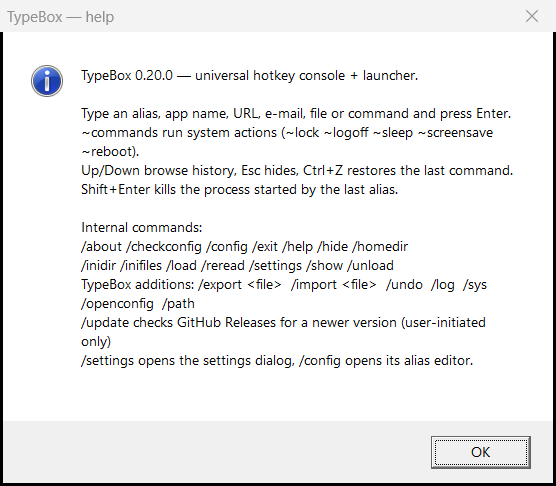 TypeBox — help
TypeBox 0.20.0 — universal hotkey console + launcher.
Type an alias, app name, URL, e-mail, file or command and press Enter.
~commands run system actions (~lock ~logoff ~sleep ~screensave
~reboot).
Up/Down browse history, Esc hides, Ctrl+Z restores the last command.
Shift+Enter kills the process started by the last alias.
Internal commands:
/about /checkconfig /config /exit /help /hide /homedir
/inidir /inifiles /load /reread /settings /show /unload
TypeBox additions: /export <file>  /import <file>  /undo  /log  /sys
/openconfig  /path
/update checks GitHub Releases for a newer version (user-initiated
only)
/settings opens the settings dialog, /config opens its alias editor.
OK